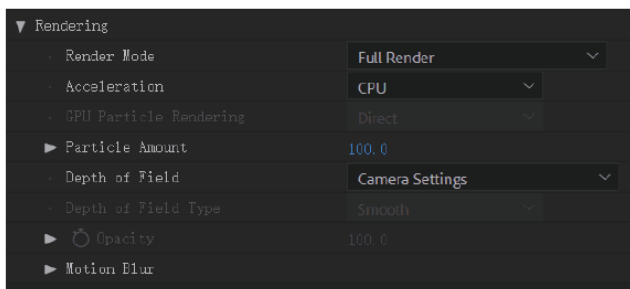 Rendering
Render Mode Full Render
Acceleration CPU
GPU Particle Rendering Direct
Particle Amount 100.0
Depth of Field Camera Settings
Depth of Field Type Smooth
Opacity 100.0
Motion Blur